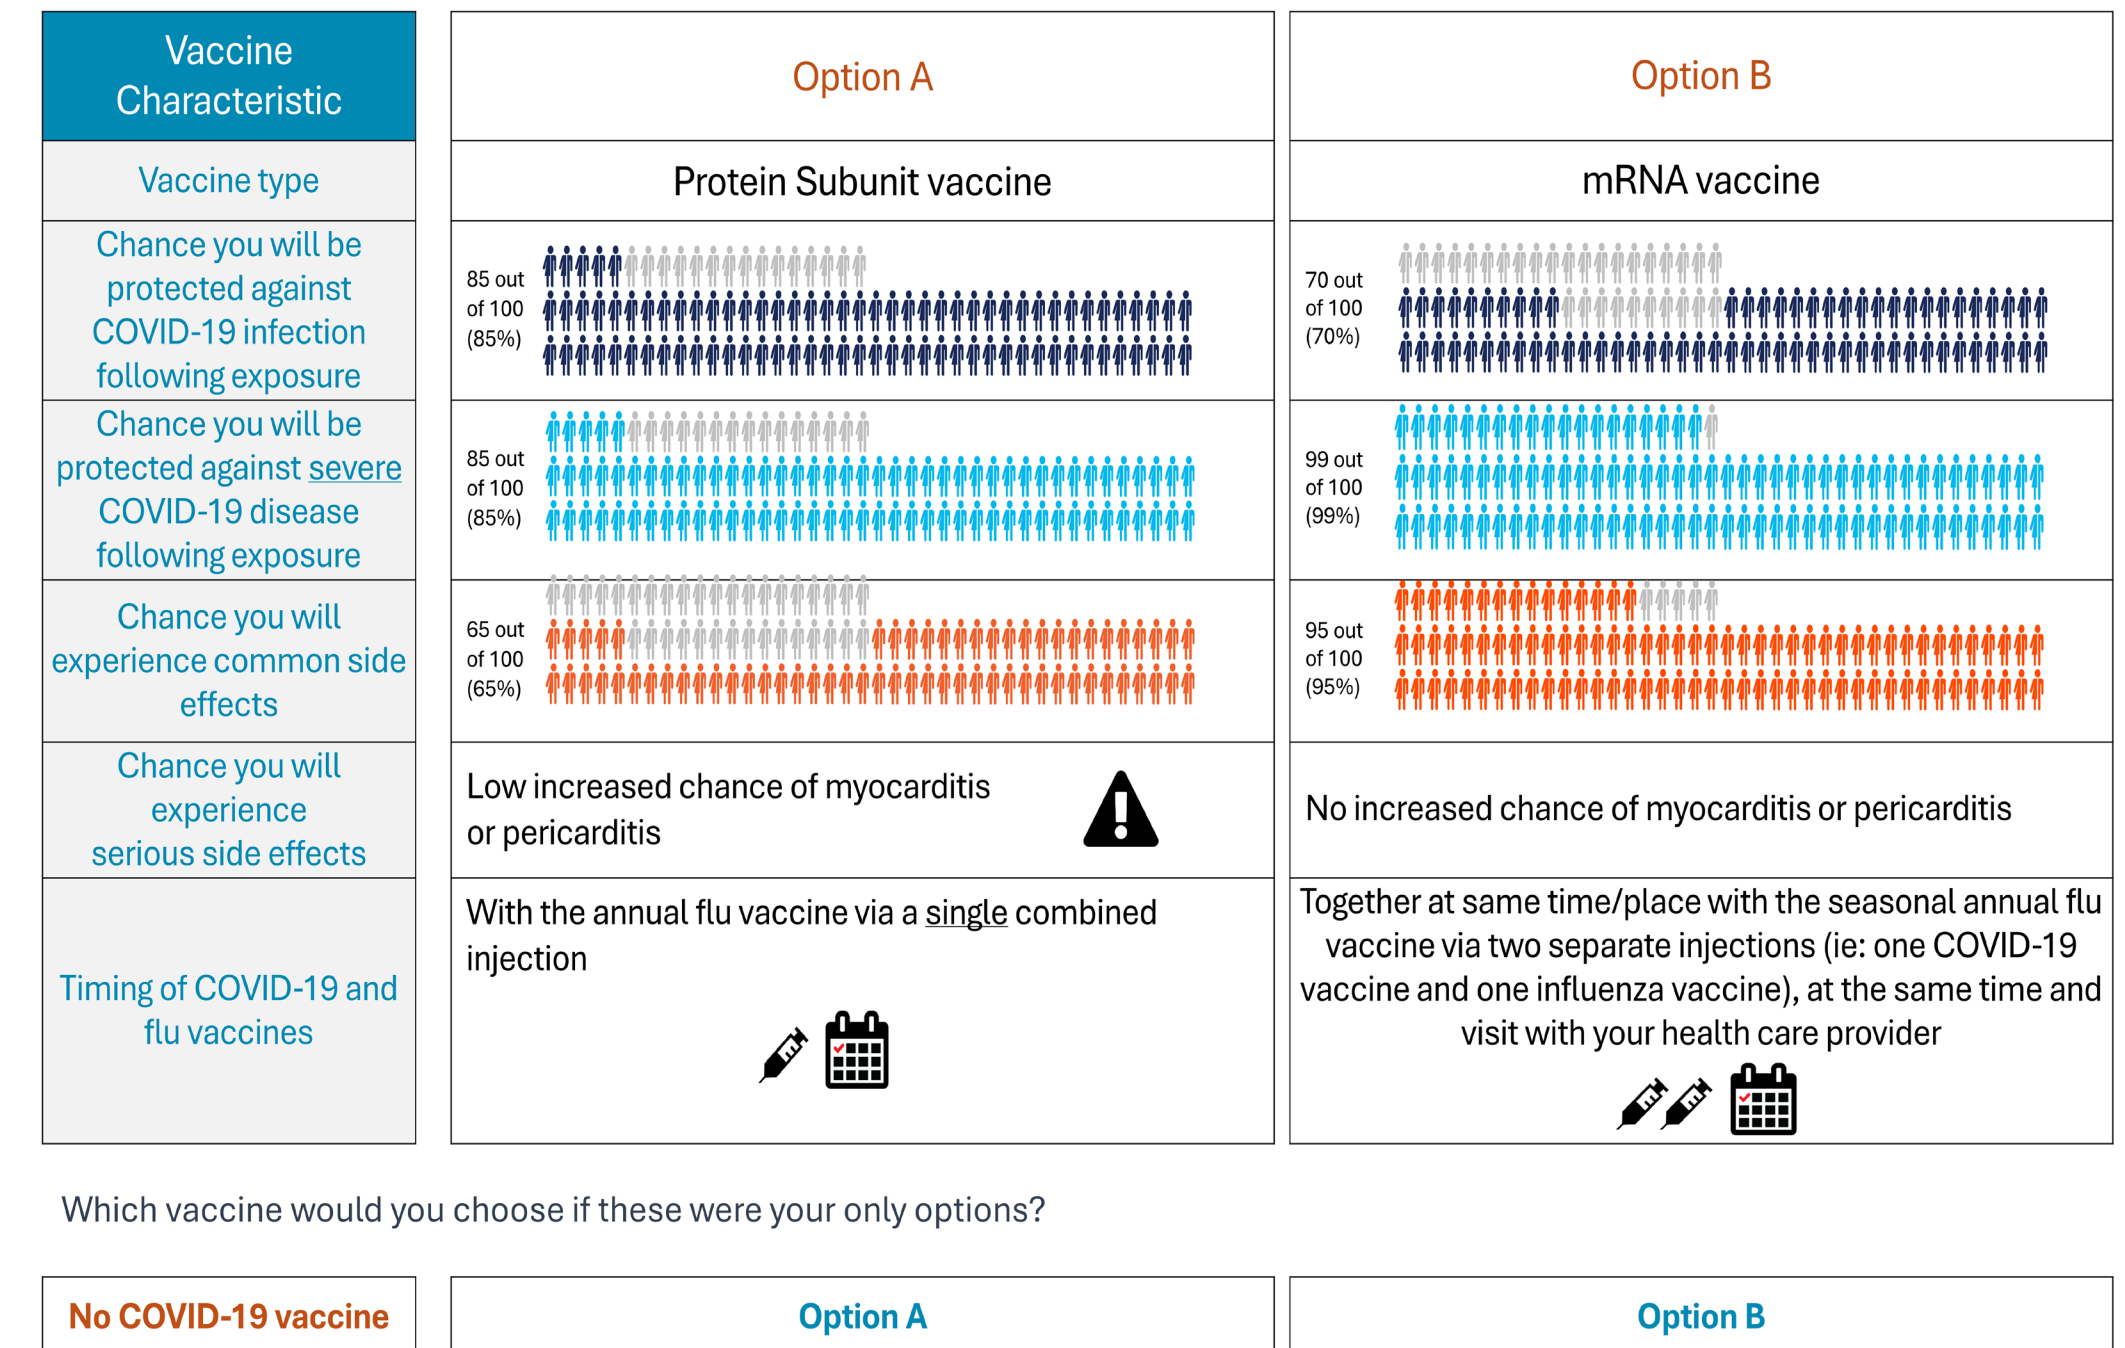 Vaccine
Characteristic
Option A
Option B
Vaccine type
Protein Subunit vaccine
mRNA vaccine
Chance you will be
protected against
COVID-19 infection
following exposure
85 out
of 100
(85%)
70 out
of 100
(70%)
Chance you will be
protected against severe
COVID-19 disease
following exposure
85 out
of 100
(85%)
99 out
of 100
(99%)
Chance you will
experience common side
effects
65 out
of 100
(65%)
95 out
of 100
(95%)
Chance you will
experience
serious side effects
Low increased chance of myocarditis
or pericarditis
No increased chance of myocarditis or pericarditis
Timing of COVID-19 and
flu vaccines
With the annual flu vaccine via a single combined
injection
Together at same time/place with the seasonal annual flu
vaccine via two separate injections (ie: one COVID-19
vaccine and one influenza vaccine), at the same time and
visit with your health care provider
Which vaccine would you choose if these were your only options?
No COVID-19 vaccine
Option A
Option B